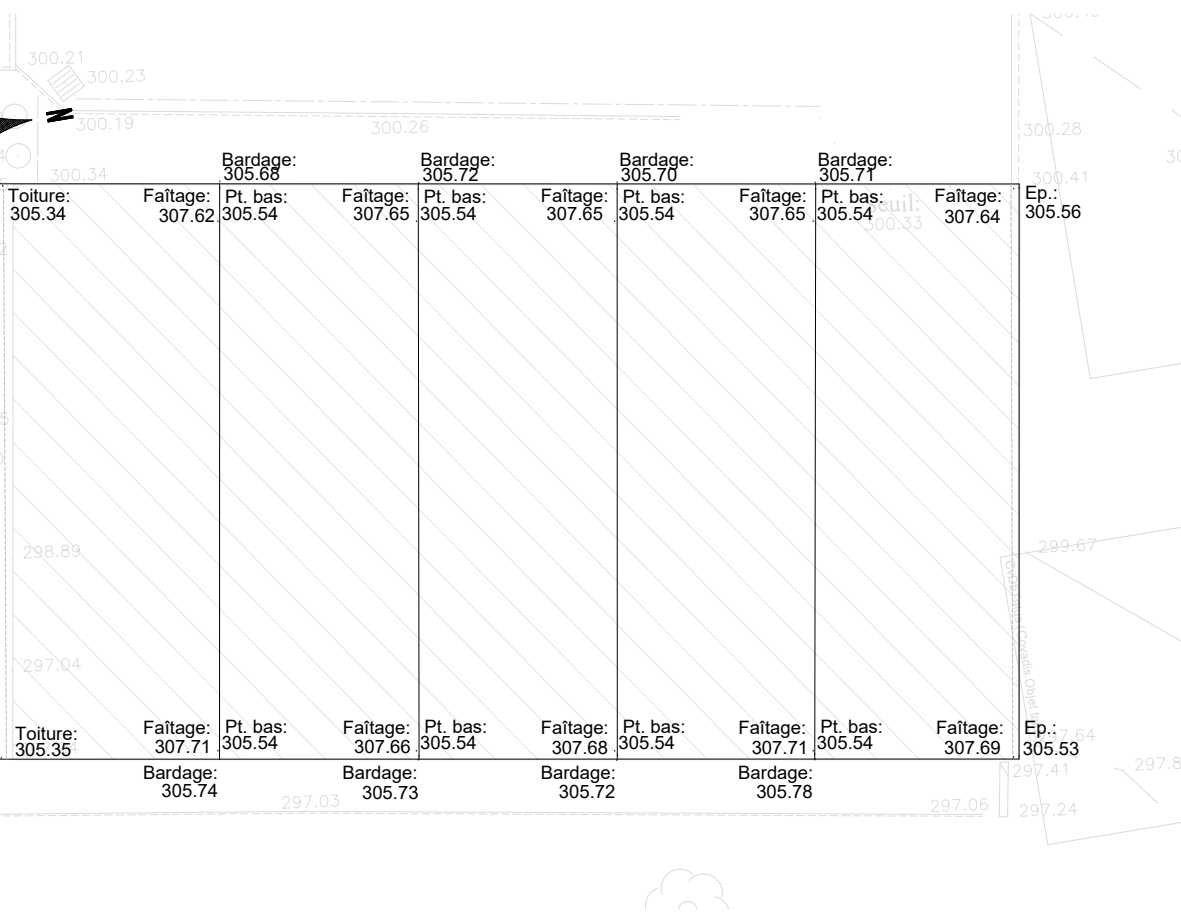 300.21
300.23
300.19
300.26
300.28
300.34
300.41
Bardage:
305.68
Bardage:
305.72
Bardage:
305.70
Bardage:
305.71
Toiture:
305.34
Faîtage:
307.62
Pt. bas:
305.54
Faîtage:
307.65
Pt. bas:
305.54
Faîtage:
307.65
Pt. bas:
305.54
Faîtage:
307.65
Pt. bas:
305.54
Seuil:
300.33
Faîtage:
307.64
Ep.:
305.56
298.89
299.67
297.04
Toiture:
305.35
Faîtage:
307.71
Pt. bas:
305.54
Faîtage:
307.66
Pt. bas:
305.54
Faîtage:
307.68
Pt. bas:
305.54
Faîtage:
307.71
Pt. bas:
305.54
Faîtage:
307.69
Ep.:
305.53
Bardage:
305.74
Bardage:
305.73
Bardage:
305.72
Bardage:
305.78
297.41
297.03
297.06
297.24
N